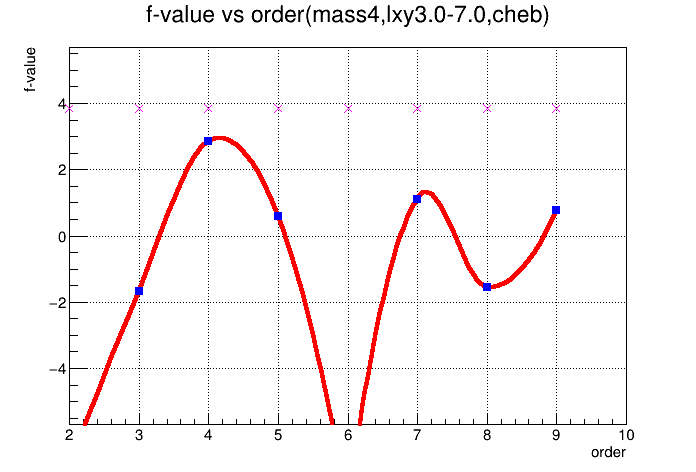 f-value vs order(mass4,lxy3.0-7.0,cheb)
f-value
4
2
0
−2
−4
2 3 4 5 6 7 8 9 10
order